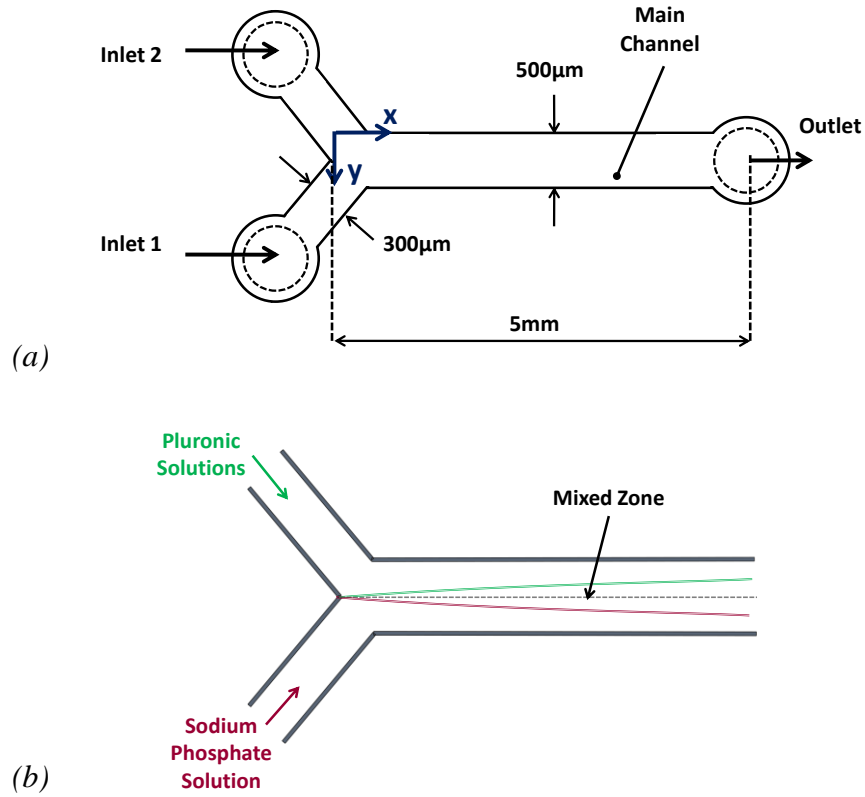 Main
Channel
Inlet 2
500µm
x
Outlet
y
Inlet 1
300µm
5mm
(a)
Pluronic
Solutions
Mixed Zone
Sodium
Phosphate
Solution
(b)